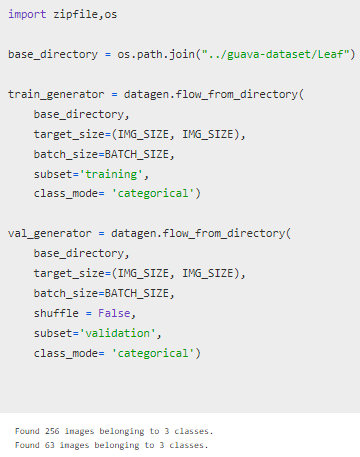 import zipfile,os
base_directory = os.path.join("../guava-dataset/Leaf")
train_generator = datagen.flow_from_directory(
    base_directory,
    target_size=(IMG_SIZE, IMG_SIZE),
    batch_size=BATCH_SIZE,
    subset='training',
    class_mode= 'categorical')
val_generator = datagen.flow_from_directory(
    base_directory,
    target_size=(IMG_SIZE, IMG_SIZE),
    batch_size=BATCH_SIZE,
    shuffle = False,
    subset='validation',
    class_mode= 'categorical')
Found 256 images belonging to 3 classes.
Found 63 images belonging to 3 classes.